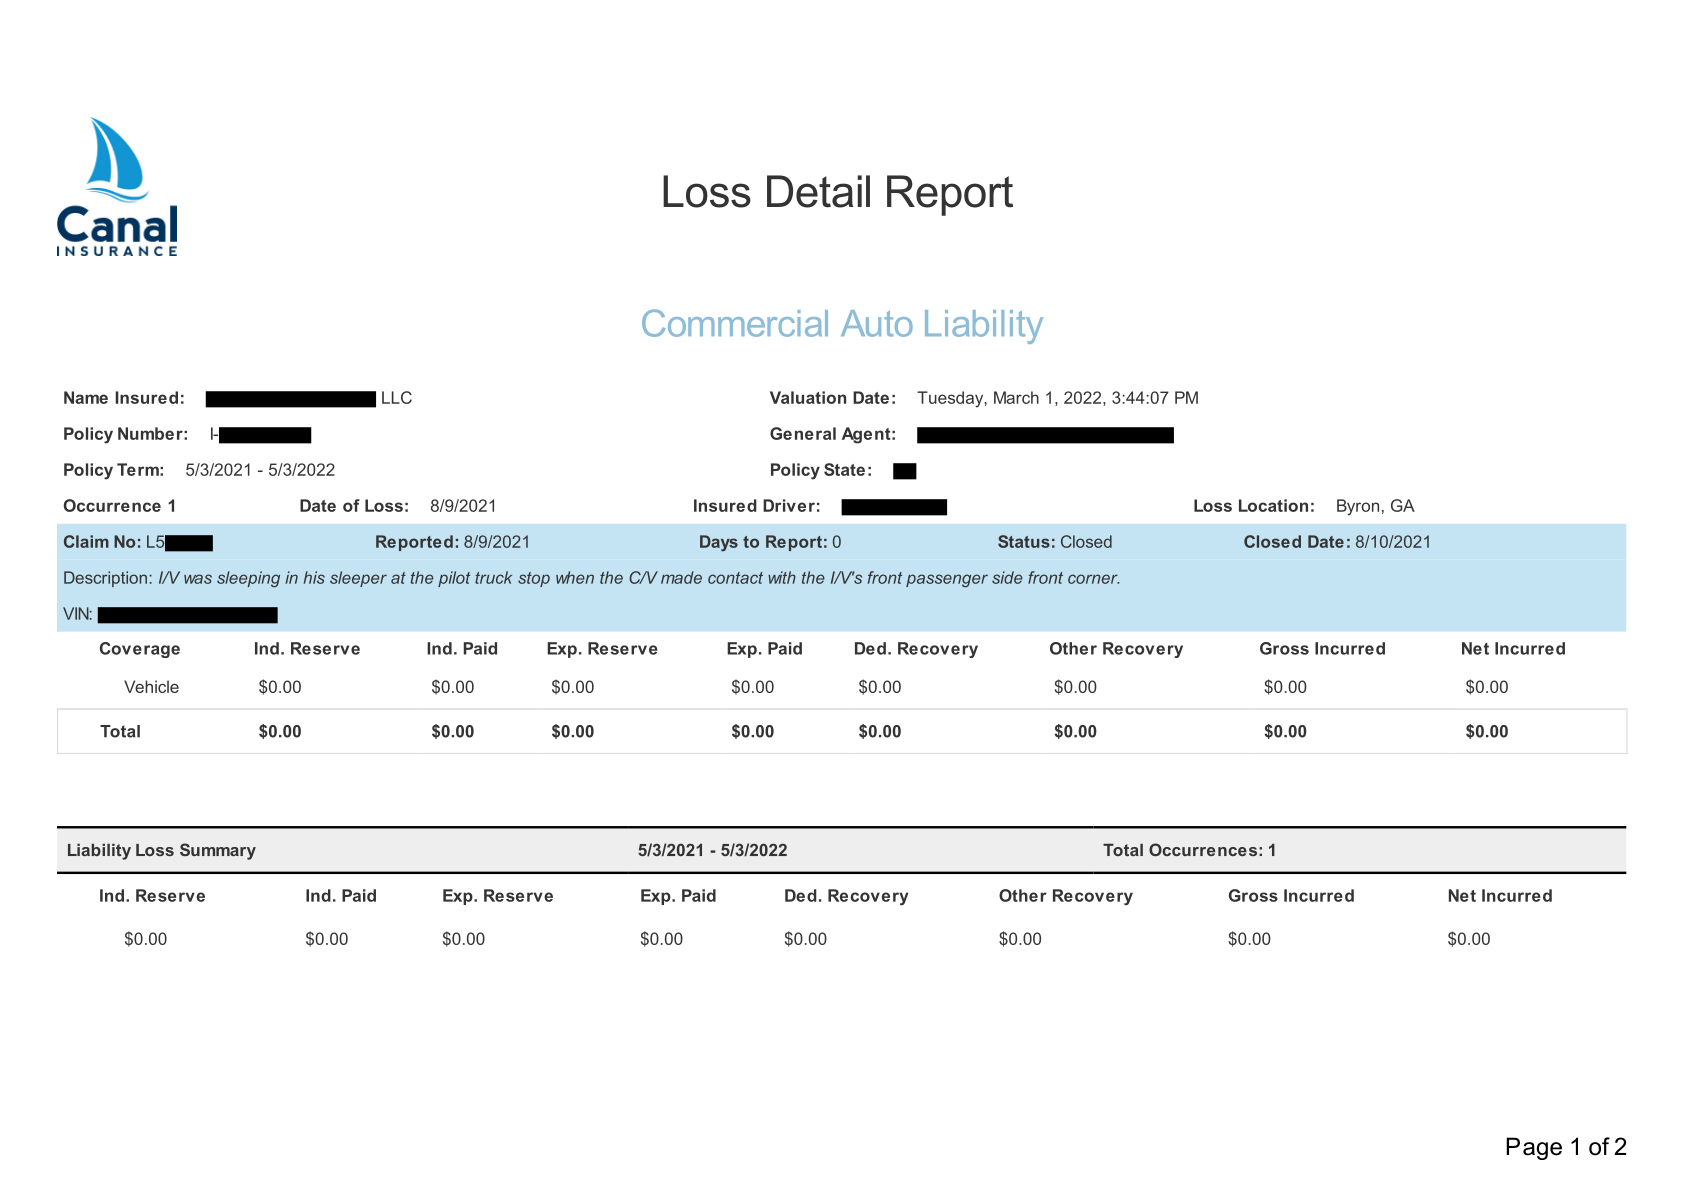 Canal
INSURANCE
Loss Detail Report
Commercial Auto Liability
Name Insured: LLC Valuation Date: Tuesday, March 1, 2022, 3:44:07 PM
Policy Number: I- General Agent:
Policy Term: 5/3/2021 - 5/3/2022 Policy State:
Occurrence 1 Date of Loss: 8/9/2021 Insured Driver: Loss Location: Byron, GA
Claim No: L5 Reported: 8/9/2021 Days to Report: 0 Status: Closed Closed Date: 8/10/2021
Description: I/V was sleeping in his sleeper at the pilot truck stop when the C/V made contact with the I/V's front passenger side front corner.
VIN:
Coverage Ind. Reserve Ind. Paid Exp. Reserve Exp. Paid Ded. Recovery Other Recovery Gross Incurred Net Incurred
Vehicle $0.00 $0.00 $0.00 $0.00 $0.00 $0.00 $0.00 $0.00
Total $0.00 $0.00 $0.00 $0.00 $0.00 $0.00 $0.00 $0.00
Liability Loss Summary 5/3/2021 - 5/3/2022 Total Occurrences: 1
Ind. Reserve Ind. Paid Exp. Reserve Exp. Paid Ded. Recovery Other Recovery Gross Incurred Net Incurred
$0.00 $0.00 $0.00 $0.00 $0.00 $0.00 $0.00 $0.00
Page 1 of 2